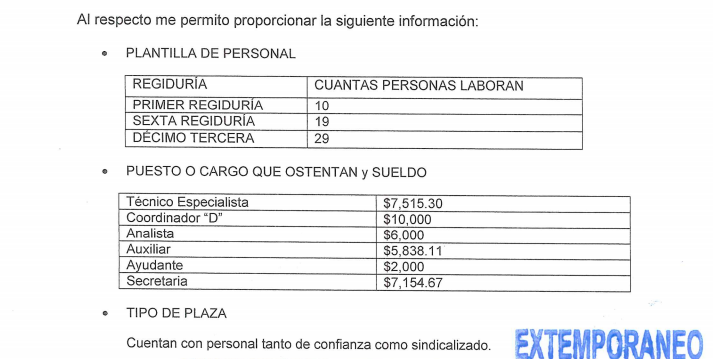 Al respecto me permito proporcionar la siguiente información:
• PLANTILLA DE PERSONAL
REGIDURÍA CUANTAS PERSONAS LABORAN
PRIMER REGIDURÍA 10
SEXTA REGIDURÍA 19
DÉCIMO TERCERA 29
• PUESTO O CARGO QUE OSTENTAN y SUELDO
Técnico Especialista $7,515.30
Coordinador “D” $10,000
Analista $6,000
Auxiliar $5,838.11
Ayudante $2,000
Secretaria $7,154.67
• TIPO DE PLAZA
Cuentan con personal tanto de confianza como sindicalizado.
EXTEMPORANEO